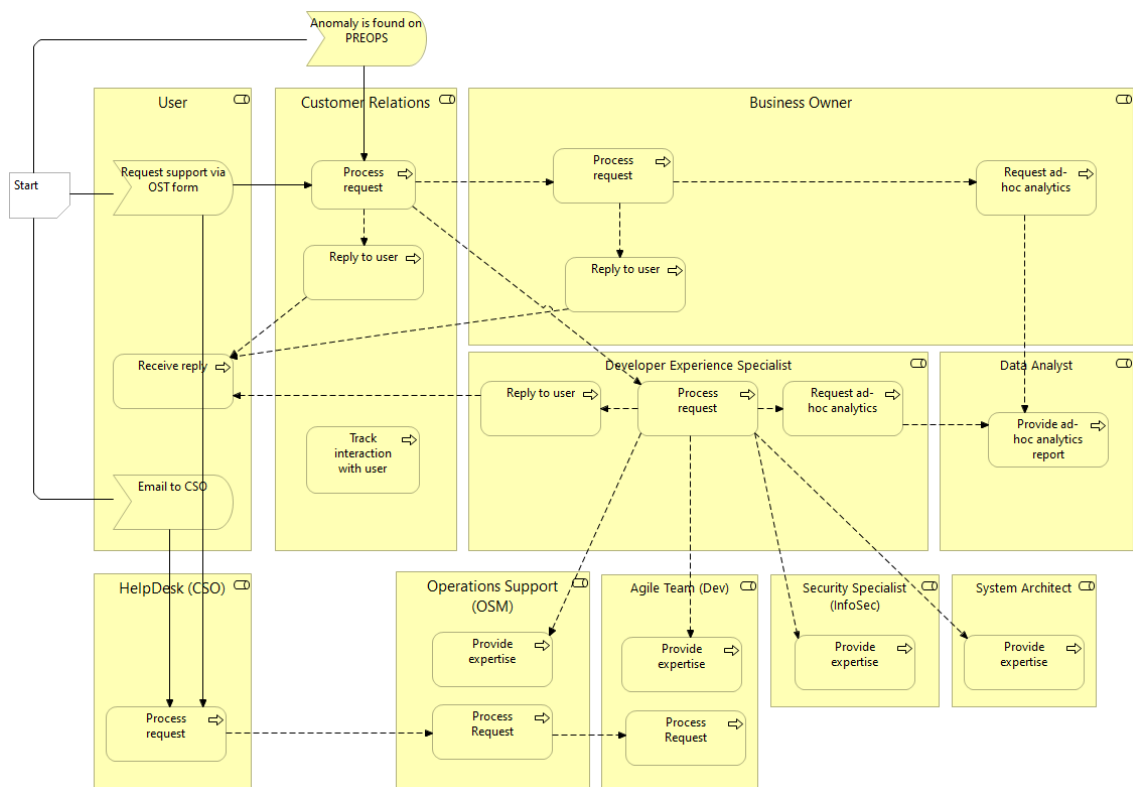 Anomaly is found on
PREOPS
User
Customer Relations
Business Owner
Start
Request support via
OST form
Process
request
Process
request
Request ad-
hoc analytics
Reply to user
Reply to user
Receive reply
Developer Experience Specialist
Data Analyst
Reply to user
Process
request
Request ad-
hoc analytics
Provide ad-
hoc analytics
report
Track
interaction
with user
Email to CSO
HelpDesk (CSO)
Operations Support
(OSM)
Agile Team (Dev)
Security Specialist
(InfoSec)
System Architect
Provide
expertise
Provide
expertise
Provide
expertise
Provide
expertise
Process
request
Process
Request
Process
Request